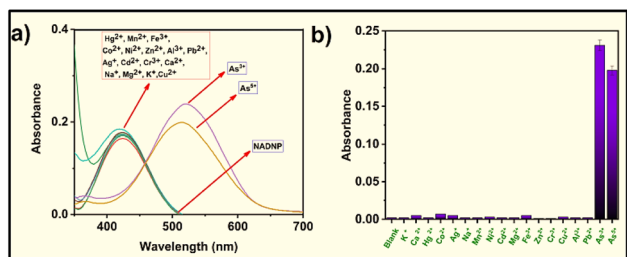 a)
Hg²⁺, Mn²⁺, Fe³⁺,
Co²⁺, Ni²⁺, Zn²⁺, Al³⁺, Pb²⁺,
Ag⁺, Cd²⁺, Cr³⁺, Ca²⁺,
Na⁺, Mg²⁺, K⁺,Cu²⁺
As³⁺
As⁵⁺
NADNP
Absorbance
0.4
0.2
0.0
400
500
600
700
Wavelength (nm)
b)
Absorbance
0.25
0.20
0.15
0.10
0.05
0.00
Blank
K⁺
Ca²⁺
Hg²⁺
Co²⁺
Ag⁺
Na⁺
Mn²⁺
Ni²⁺
Cd²⁺
Mg²⁺
Fe³⁺
Zn²⁺
Cr³⁺
Cu²⁺
Al³⁺
Pb²⁺
As³⁺
As⁵⁺